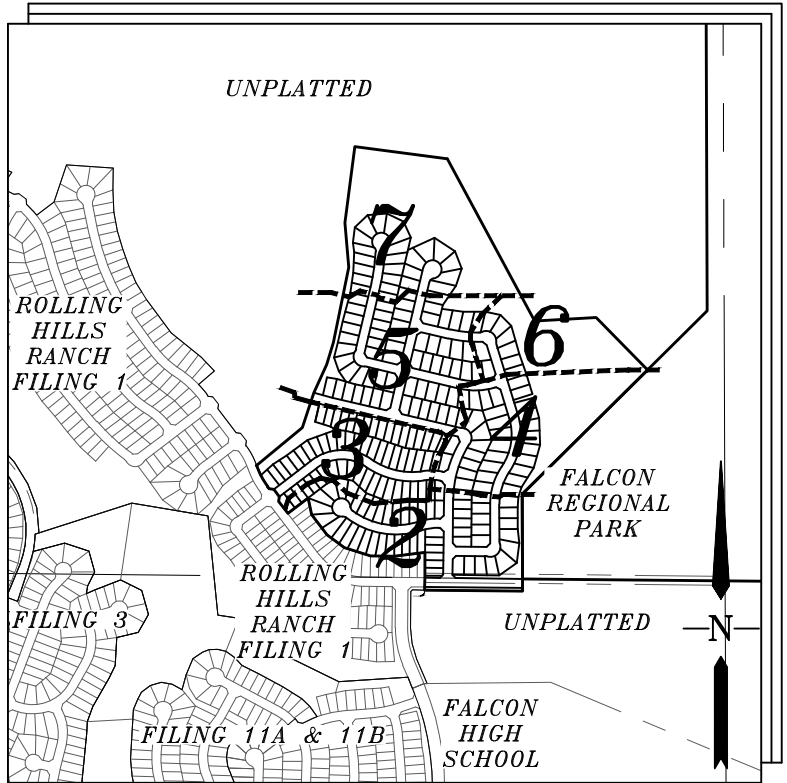 UNPLATTED
7
ROLLING
HILLS
RANCH
FILING 1
6
5
4
3
2
FALCON
REGIONAL
PARK
ROLLING
HILLS
RANCH
FILING 1
FILING 3
UNPLATTED
N
FILING 11A & 11B
FALCON
HIGH
SCHOOL